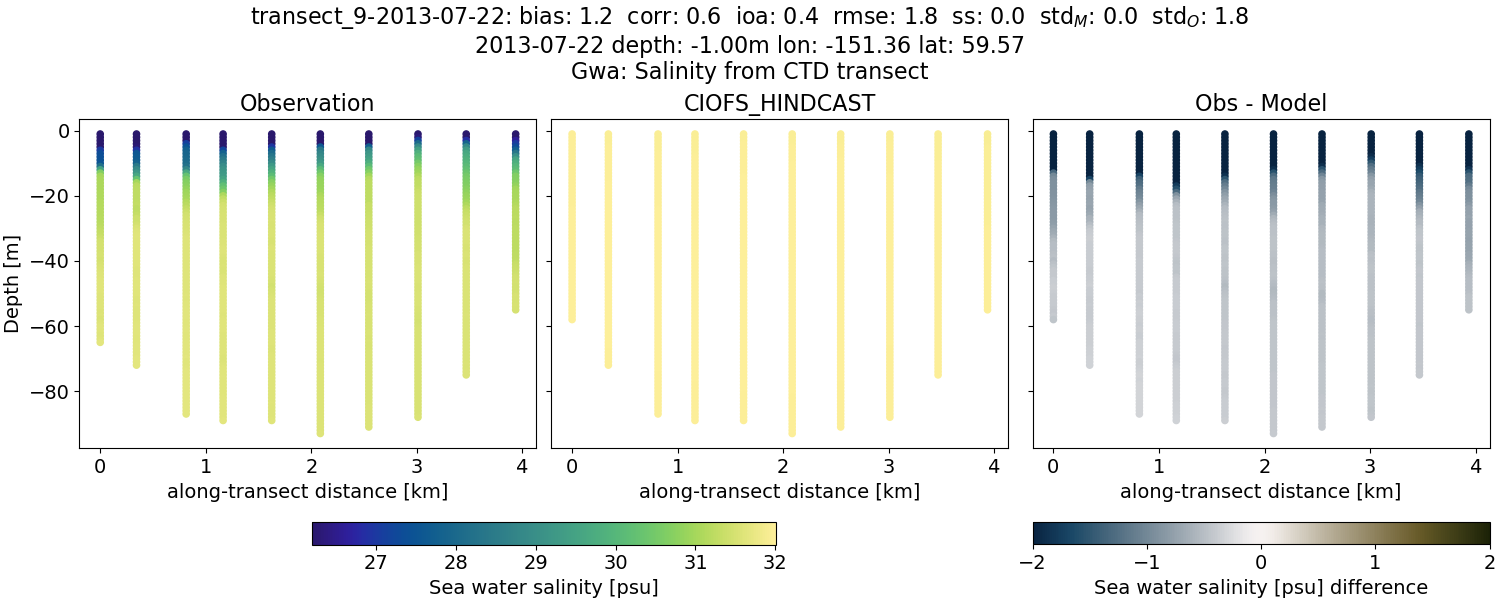 transect_9-2013-07-22: bias: 1.2 corr: 0.6 ioa: 0.4 rmse: 1.8 ss: 0.0 std_M: 0.0 std_O: 1.8
2013-07-22 depth: -1.00m lon: -151.36 lat: 59.57
Gwa: Salinity from CTD transect
Observation
CIOFS_HINDCAST
Obs - Model
Depth [m]
0
−20
−40
−60
−80
0 1 2 3 4
0 1 2 3 4
0 1 2 3 4
along-transect distance [km]
along-transect distance [km]
along-transect distance [km]
27 28 29 30 31 32
Sea water salinity [psu]
−2 −1 0 1 2
Sea water salinity [psu] difference